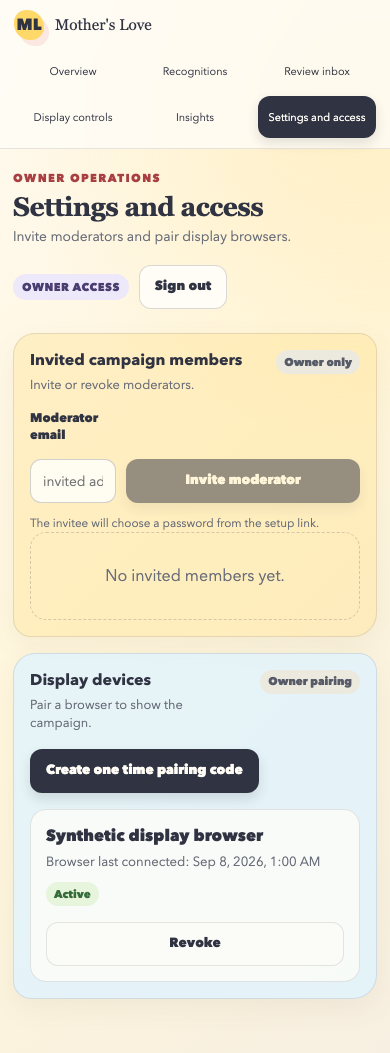 ML Mother's Love
Overview Recognitions Review inbox
Display controls Insights Settings and access
OWNER OPERATIONS
Settings and access
Invite moderators and pair display browsers.
OWNER ACCESS Sign out
Invited campaign members Owner only
Invite or revoke moderators.
Moderator
email
invited ad Invite moderator
The invitee will choose a password from the setup link.
No invited members yet.
Display devices Owner pairing
Pair a browser to show the
campaign.
Create one time pairing code
Synthetic display browser
Browser last connected: Sep 8, 2026, 1:00 AM
Active
Revoke